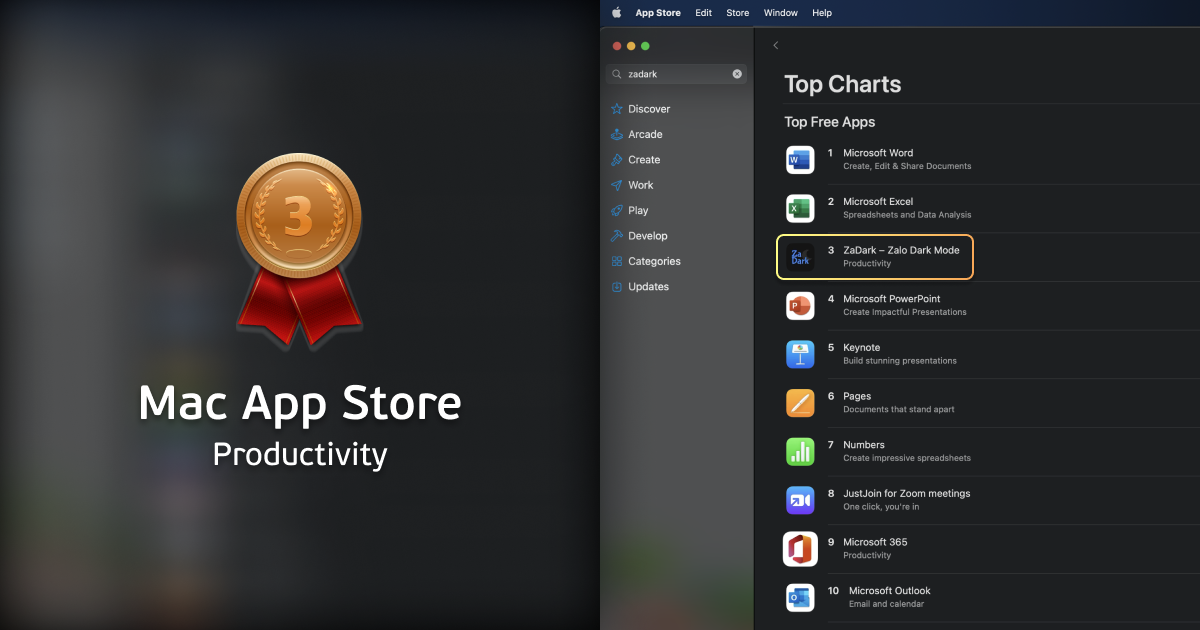 3
Mac App Store
Productivity
App Store Edit Store Window Help
zadark
Discover
Arcade
Create
Work
Play
Develop
Categories
Updates
Top Charts
Top Free Apps
W
1 Microsoft Word
Create, Edit & Share Documents
X
2 Microsoft Excel
Spreadsheets and Data Analysis
Za
Dark
3 ZaDark – Zalo Dark Mode
Productivity
P
4 Microsoft PowerPoint
Create Impactful Presentations
5 Keynote
Build stunning presentations
6 Pages
Documents that stand apart
7 Numbers
Create impressive spreadsheets
8 JustJoin for Zoom meetings
One click, you're in
9 Microsoft 365
Productivity
O
10 Microsoft Outlook
Email and calendar